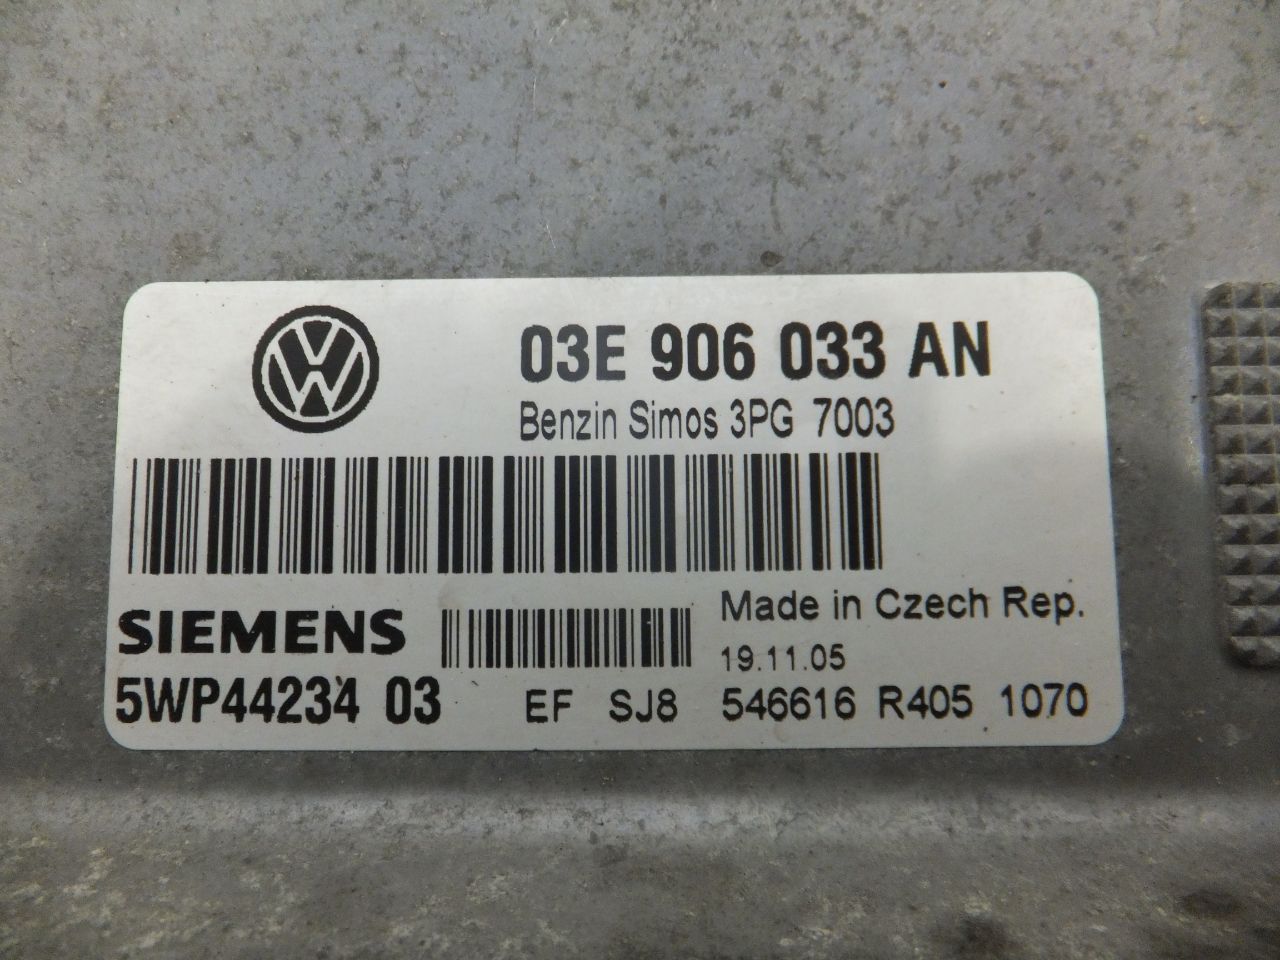 03E 906 033 AN
Benzin Simos 3PG 7003
SIEMENS
Made in Czech Rep.
19.11.05
5WP44234 03 EF SJ8 546616 R405 1070